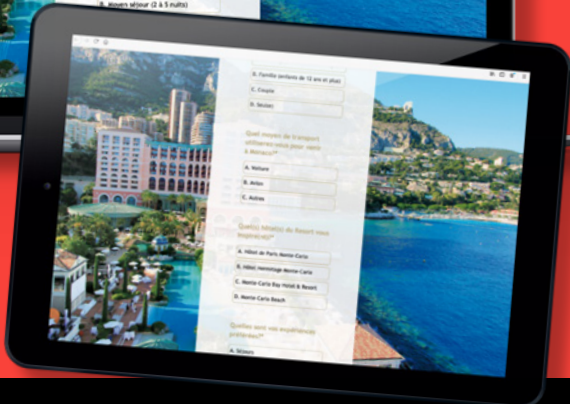 B. Moyen séjour (2 à 5 nuits)
B. Famille (enfants de 12 ans et plus)
C. Couple
D. Seul(e)
Quel moyen de transport
utiliserez-vous pour venir
à Monaco?*
A. Voiture
B. Avion
C. Autres
Quel(s) hôtel(s) du Resort vous
inspire(nt)?*
A. Hôtel de Paris Monte-Carlo
B. Hôtel Hermitage Monte-Carlo
C. Monte-Carlo Bay Hotel & Resort
D. Monte-Carlo Beach
Quelles sont vos expériences
préférées?*
A. Séjours